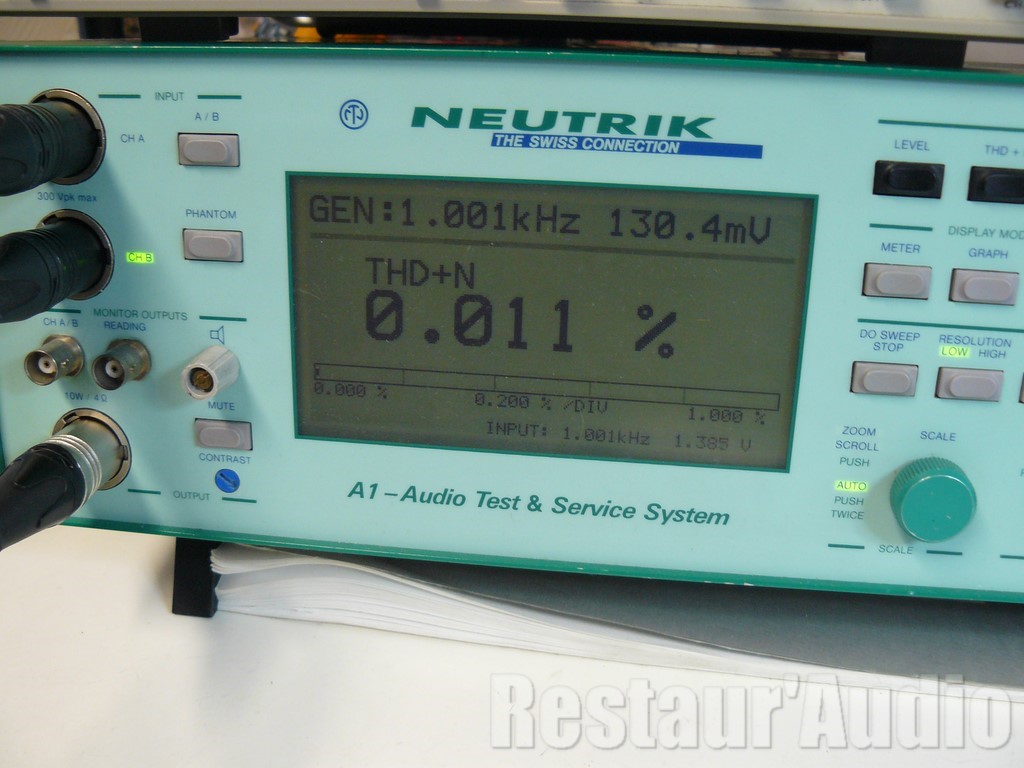 INPUT
A / B
CH A
300 Vpk max
PHANTOM
CH B
MONITOR OUTPUTS
CH A/B READING
10W / 4Ω
MUTE
CONTRAST
OUTPUT
NEUTRIK
THE SWISS CONNECTION
GEN:1.001kHz 130.4mV
THD+N
0.011 %
0.000 % 0.200 % /DIV 1.000 %
INPUT: 1.001kHz 1.385 V
A1 – Audio Test & Service System
LEVEL THD +
DISPLAY
METER GRAPH
DO SWEEP
STOP
RESOLUTION
LOW HIGH
ZOOM
SCROLL
PUSH
AUTO
PUSH
TWICE
SCALE
SCALE
Restaur'Audio